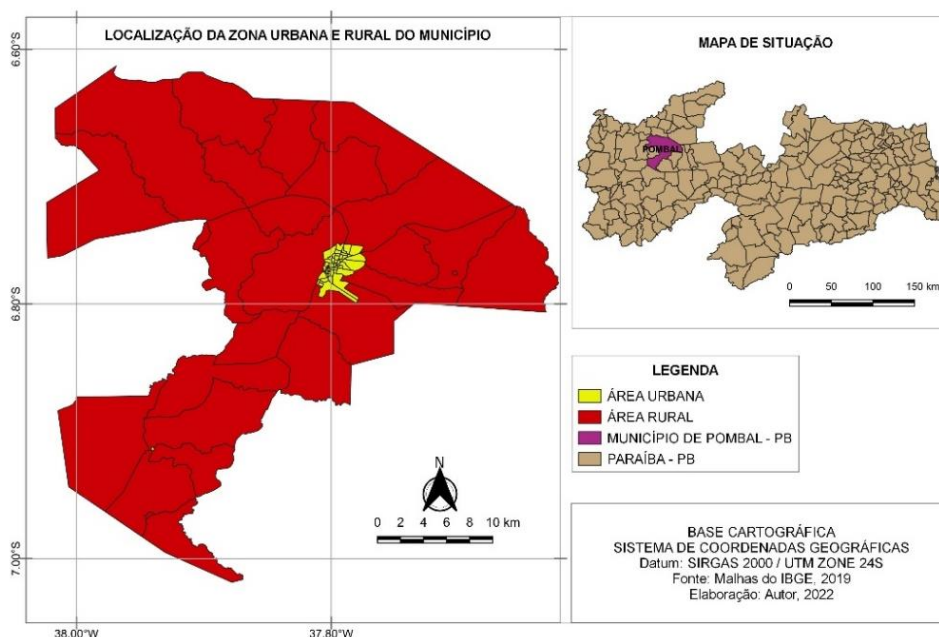 LOCALIZAÇÃO DA ZONA URBANA E RURAL DO MUNICÍPIO
6.60°S
6.80°S
7.00°S
38.00°W
37.80°W
N
0 2 4 6 8 10 km
MAPA DE SITUAÇÃO
POMBAL
0 50 100 150 km
LEGENDA
ÁREA URBANA
ÁREA RURAL
MUNICÍPIO DE POMBAL - PB
PARAÍBA - PB
BASE CARTOGRÁFICA
SISTEMA DE COORDENADAS GEOGRÁFICAS
Datum: SIRGAS 2000 / UTM ZONE 24S
Fonte: Malhas do IBGE, 2019
Elaboração: Autor, 2022